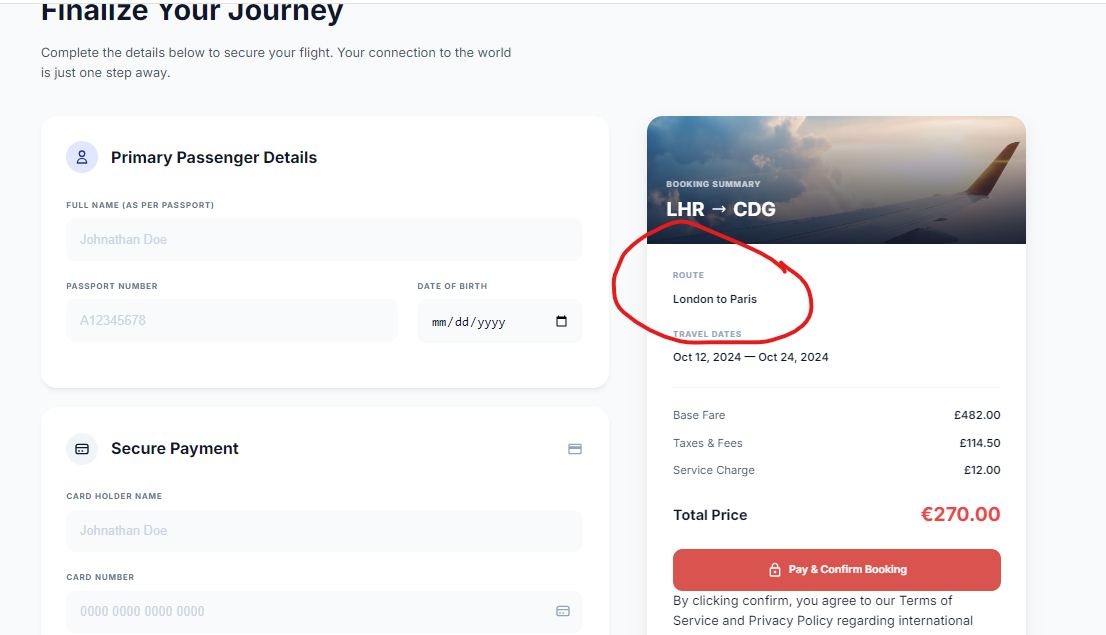 Finalize Your Journey
Complete the details below to secure your flight. Your connection to the world
is just one step away.
Primary Passenger Details
FULL NAME (AS PER PASSPORT)
Johnathan Doe
PASSPORT NUMBER
DATE OF BIRTH
A12345678
mm/dd/yyyy
Secure Payment
CARD HOLDER NAME
Johnathan Doe
CARD NUMBER
0000 0000 0000 0000
BOOKING SUMMARY
LHR → CDG
ROUTE
London to Paris
TRAVEL DATES
Oct 12, 2024 — Oct 24, 2024
Base Fare £482.00
Taxes & Fees £114.50
Service Charge £12.00
Total Price €270.00
Pay & Confirm Booking
By clicking confirm, you agree to our Terms of
Service and Privacy Policy regarding international